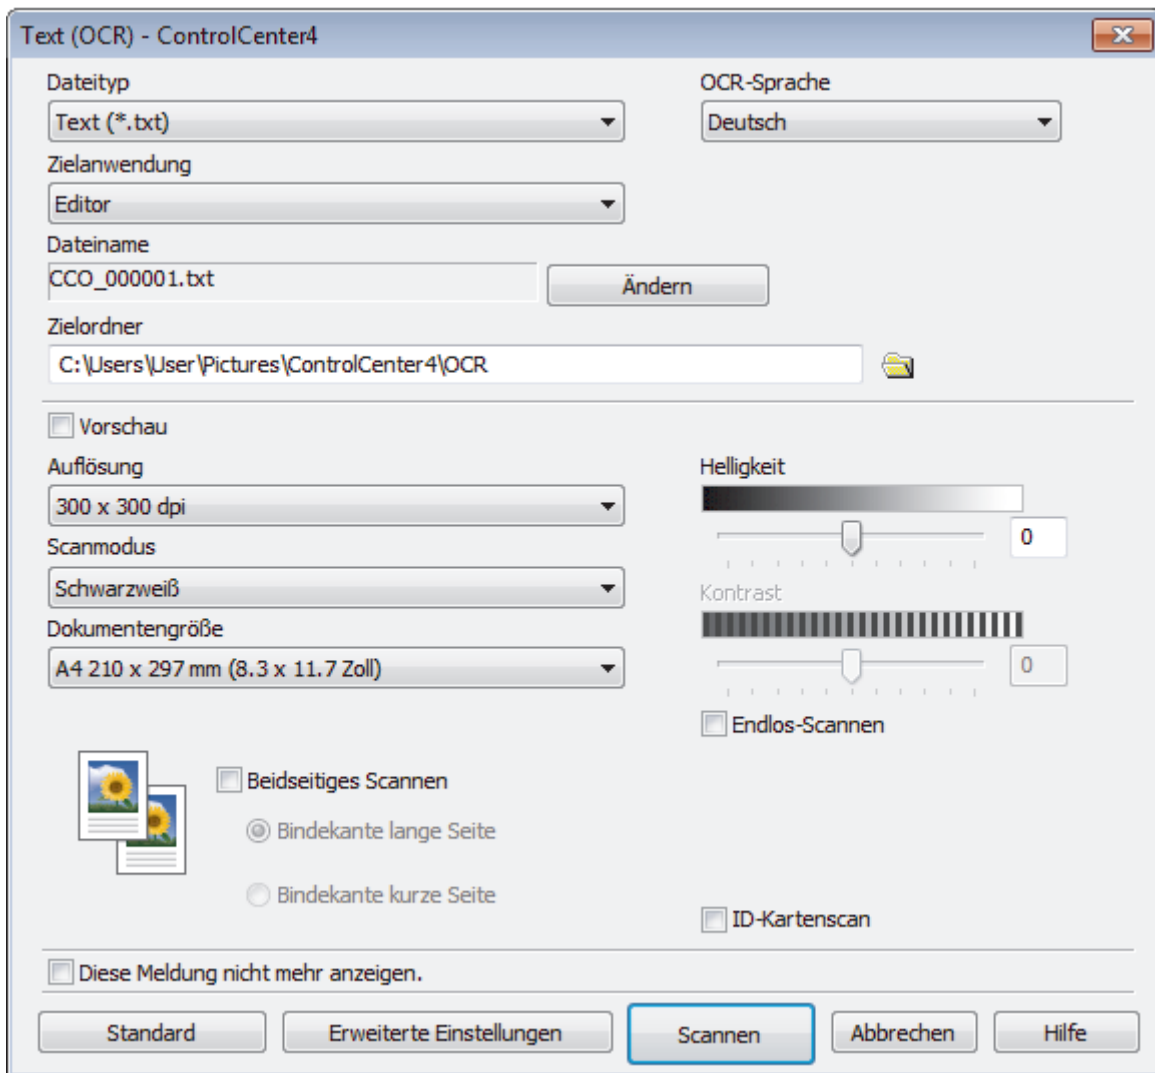 Text (OCR) - ControlCenter4
Dateityp
OCR-Sprache
Text (*.txt)
Deutsch
Zielanwendung
Editor
Dateiname
CCO_000001.txt
Ändern
Zielordner
C:\Users\User\Pictures\ControlCenter4\OCR
Vorschau
Auflösung
Helligkeit
300 x 300 dpi
0
Scanmodus
Schwarzweiß
Kontrast
Dokumentengröße
A4 210 x 297 mm (8.3 x 11.7 Zoll)
0
Endlos-Scannen
Beidseitiges Scannen
Bindekante lange Seite
Bindekante kurze Seite
ID-Kartenscan
Diese Meldung nicht mehr anzeigen.
Standard
Erweiterte Einstellungen
Scannen
Abbrechen
Hilfe